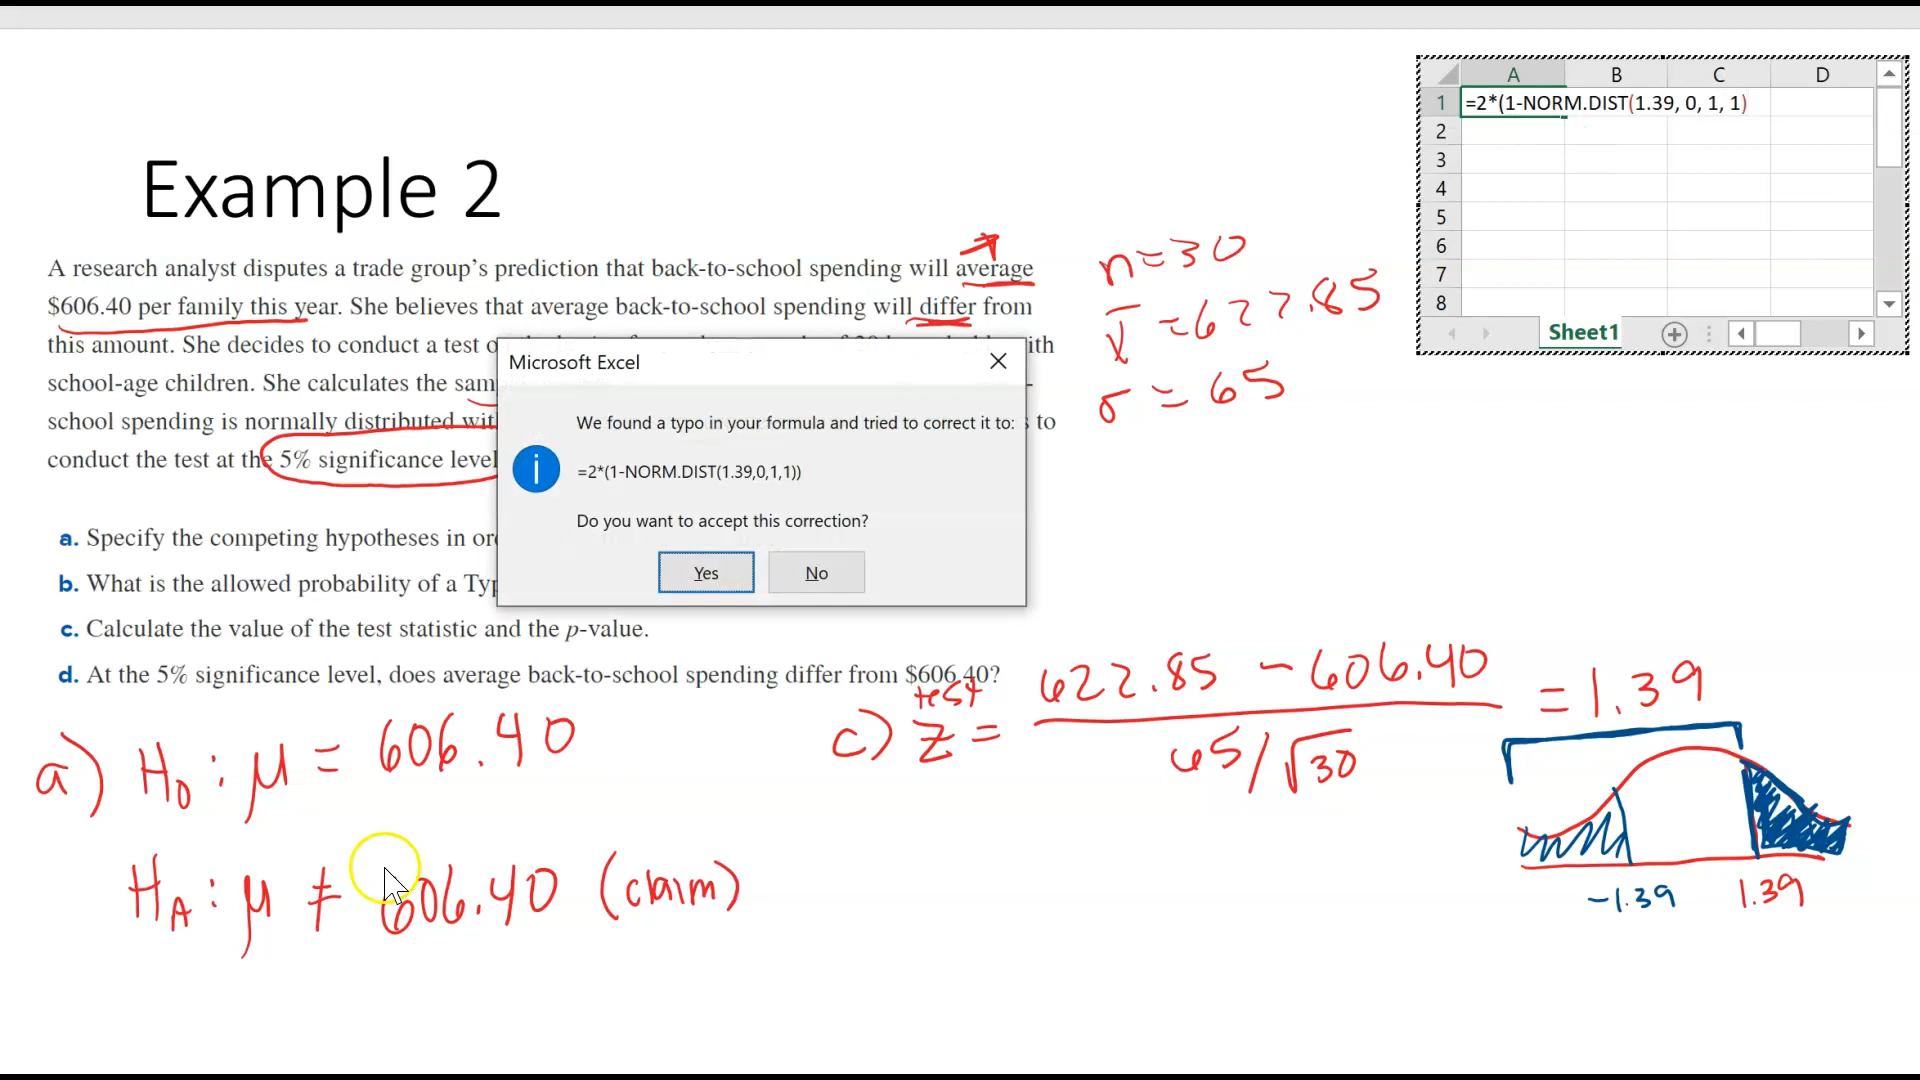 Example 2
A research analyst disputes a trade group's prediction that back-to-school spending will average
$606.40 per family this year. She believes that average back-to-school spending will differ from
this amount. She decides to conduct a test o ith
school-age children. She calculates the sam
school spending is normally distributed wit to
conduct the test at the 5% significance level
a. Specify the competing hypotheses in or
b. What is the allowed probability of a Typ
c. Calculate the value of the test statistic and the p-value.
d. At the 5% significance level, does average back-to-school spending differ from $606.40?
Microsoft Excel
We found a typo in your formula and tried to correct it to:
=2*(1-NORM.DIST(1.39,0,1,1))
Do you want to accept this correction?
Yes No
n = 30
x̄ = 622.85
σ = 65
A B C D
1 =2*(1-NORM.DIST(1.39, 0, 1, 1)
2
3
4
5
6
7
8
Sheet1
a) H0 : μ = 606.40
HA : μ ≠ 606.40 (claim)
test
c) z = 622.85 - 606.40 = 1.39
65/√30
-1.39 1.39